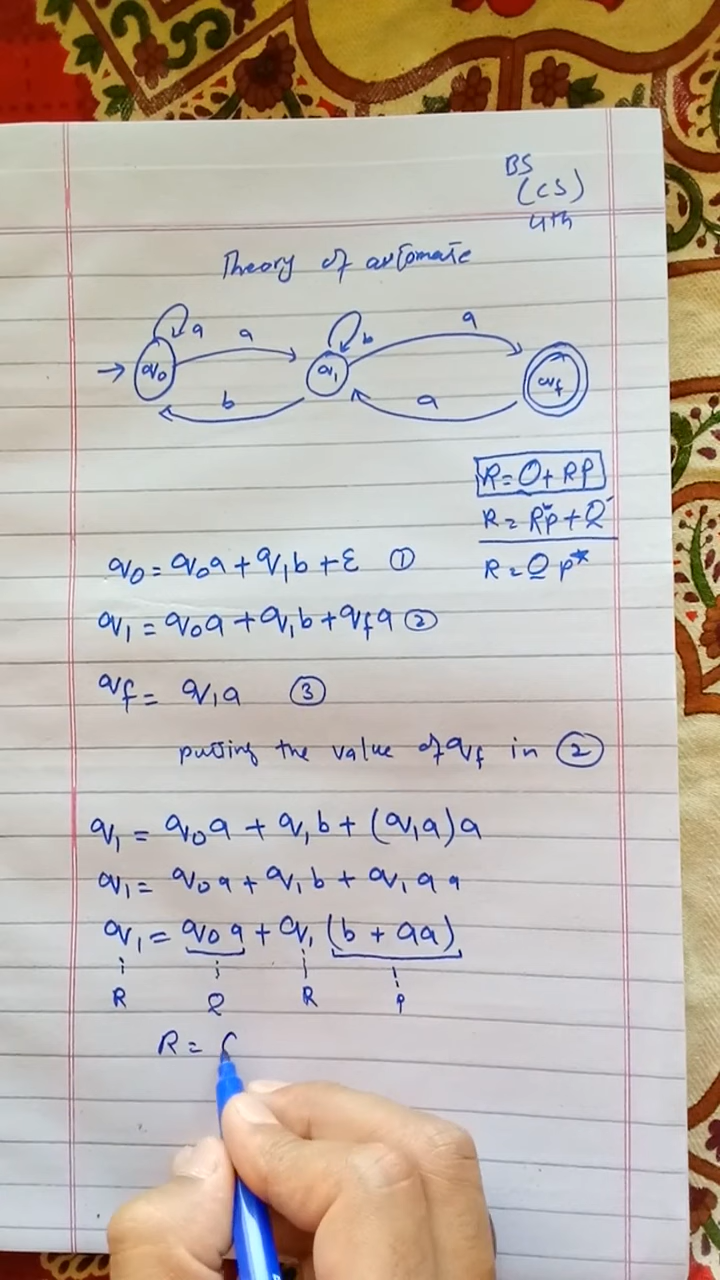 BS
(CS)
4th
Theory of automate
a a b a
q0 q1 qf
b a
R = Q + RP
R = RP + Q
R = Q P*
q0 = q0a + q1b + ε ①
q1 = q0a + q1b + qfa ②
qf = q1a ③
putting the value of qf in ②
q1 = q0a + q1b + (q1a)a
q1 = q0a + q1b + q1aa
q1 = q0a + q1(b + aa)
R Q R P
R =